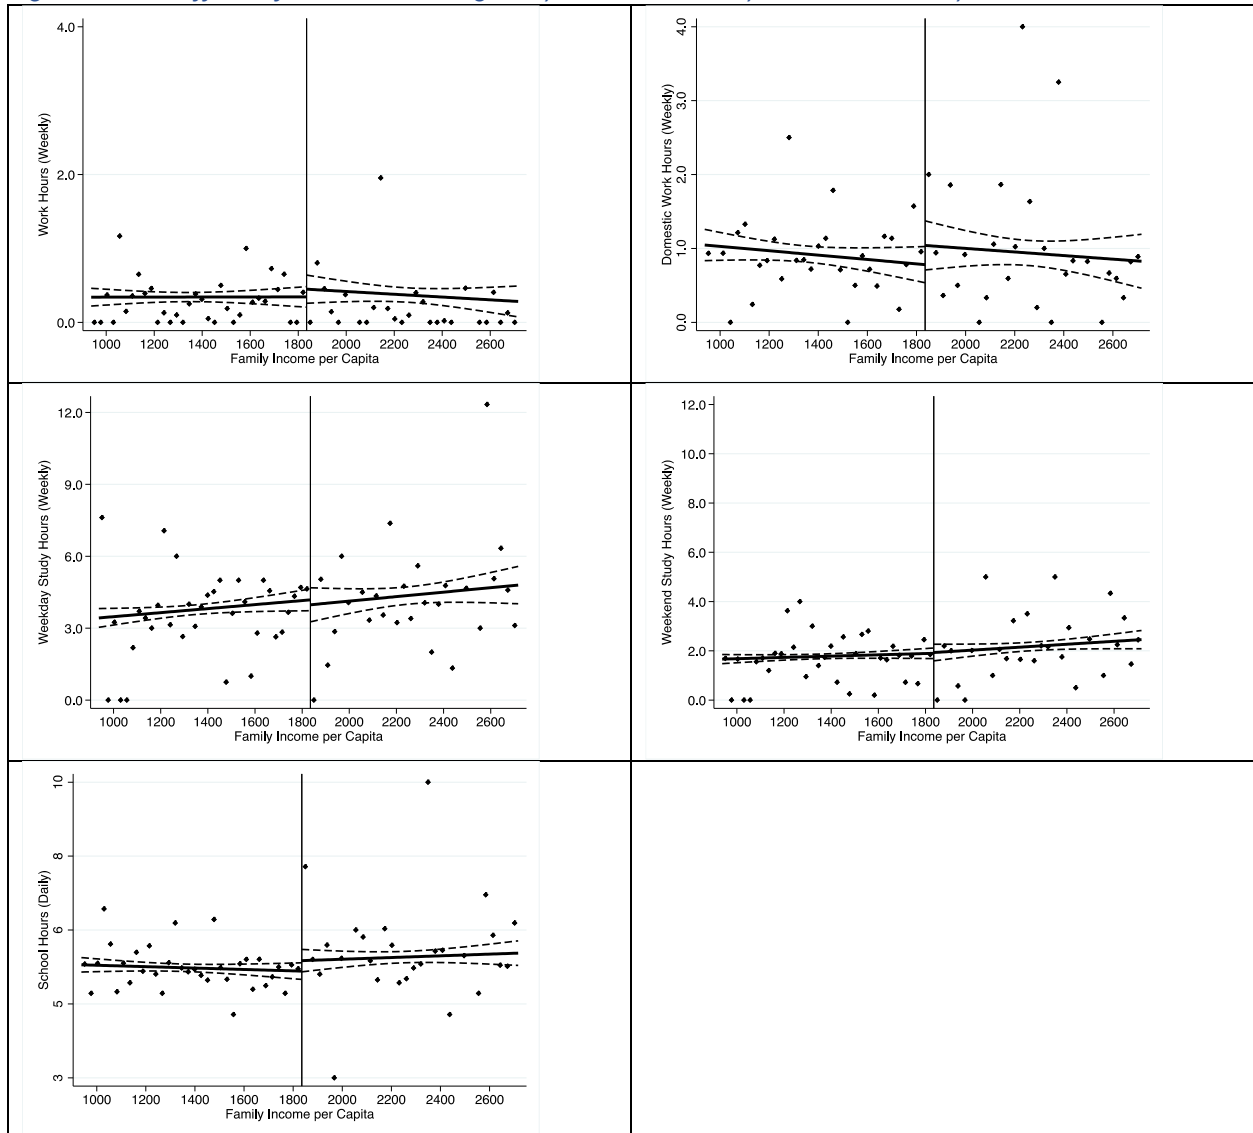 4.0
2.0
0.0
Work Hours (Weekly)
1000 1200 1400 1600 1800 2000 2200 2400 2600
Family Income per Capita
4.0
3.0
2.0
1.0
0.0
Domestic Work Hours (Weekly)
1000 1200 1400 1600 1800 2000 2200 2400 2600
Family Income per Capita
12.0
9.0
6.0
3.0
0.0
Weekday Study Hours (Weekly)
1000 1200 1400 1600 1800 2000 2200 2400 2600
Family Income per Capita
12.0
10.0
8.0
6.0
4.0
2.0
0.0
Weekend Study Hours (Weekly)
1000 1200 1400 1600 1800 2000 2200 2400 2600
Family Income per Capita
10
8
6
5
3
School Hours (Daily)
1000 1200 1400 1600 1800 2000 2200 2400 2600
Family Income per Capita